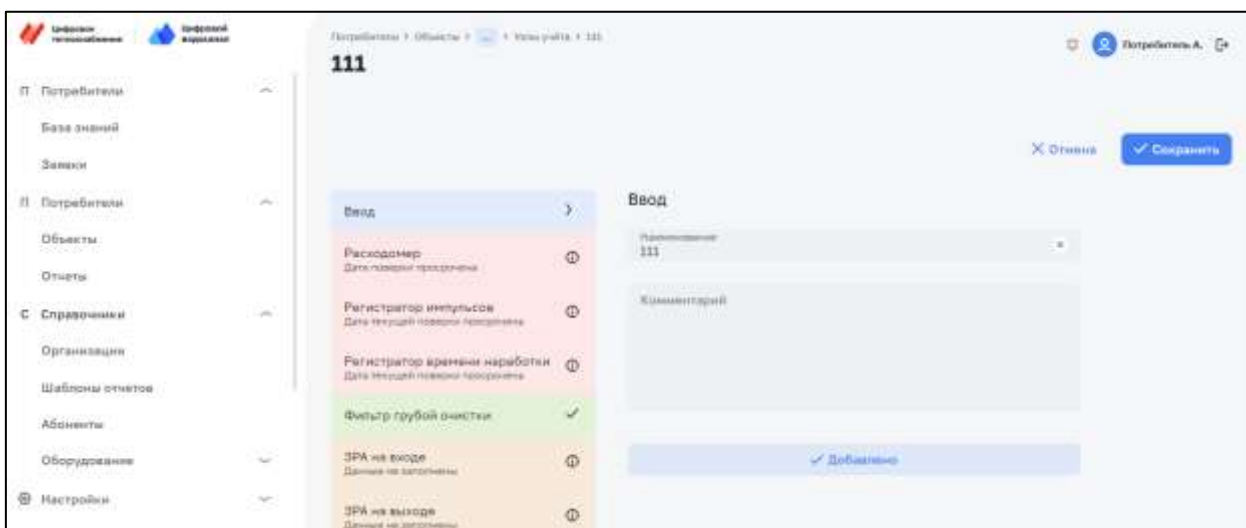 Цифровое
теплоснабжение
Цифровой
водоканал
Потребители
База знаний
Заявки
Потребители
Объекты
Отчеты
Справочники
Организации
Шаблоны отчетов
Абоненты
Оборудование
Настройки
Потребители > Объекты > ... > Узлы учёта > 111
111
Потребитель А.
Отмена
Сохранить
Ввод
Расходомер
Дата поверки просрочена
Регистратор импульсов
Дата текущей поверки просрочена
Регистратор времени наработки
Дата текущей поверки просрочена
Фильтр грубой очистки
ЗРА на входе
Данные не заполнены
ЗРА на выходе
Данные не заполнены
Ввод
Наименование
111
Комментарий
Добавлено